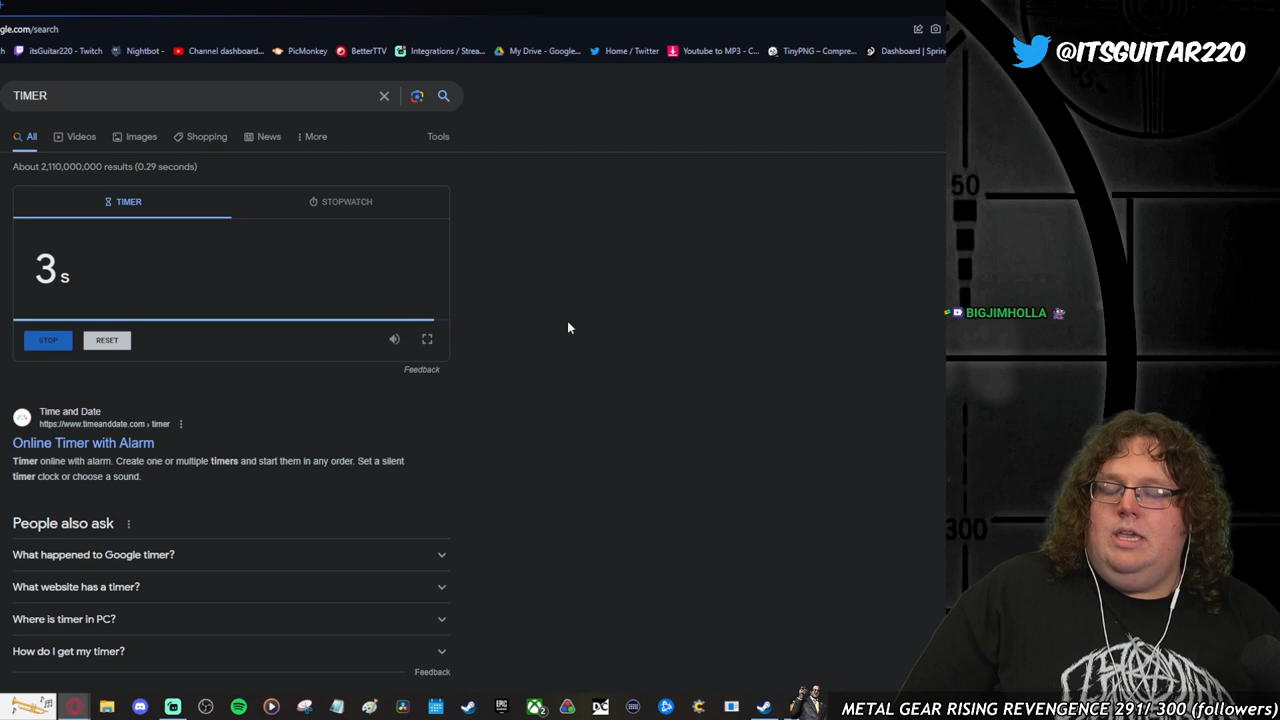 gle.com/search
itsGuitar220 - Twitch
Nightbot -
Channel dashboard...
PicMonkey
BetterTTV
Integrations / Strea...
My Drive - Google...
Home / Twitter
Youtube to MP3 - C...
TinyPNG – Compre...
Dashboard | Spring
@ITSGUITAR220
TIMER
All
Videos
Images
Shopping
News
More
Tools
About 2,110,000,000 results (0.29 seconds)
TIMER
STOPWATCH
3 s
STOP
RESET
Feedback
Time and Date
https://www.timeanddate.com › timer
Online Timer with Alarm
Timer online with alarm. Create one or multiple timers and start them in any order. Set a silent
timer clock or choose a sound.
People also ask
What happened to Google timer?
What website has a timer?
Where is timer in PC?
How do I get my timer?
Feedback
50
BIGJIMHOLLA
300
METAL GEAR RISING REVENGENCE 291/ 300 (followers)